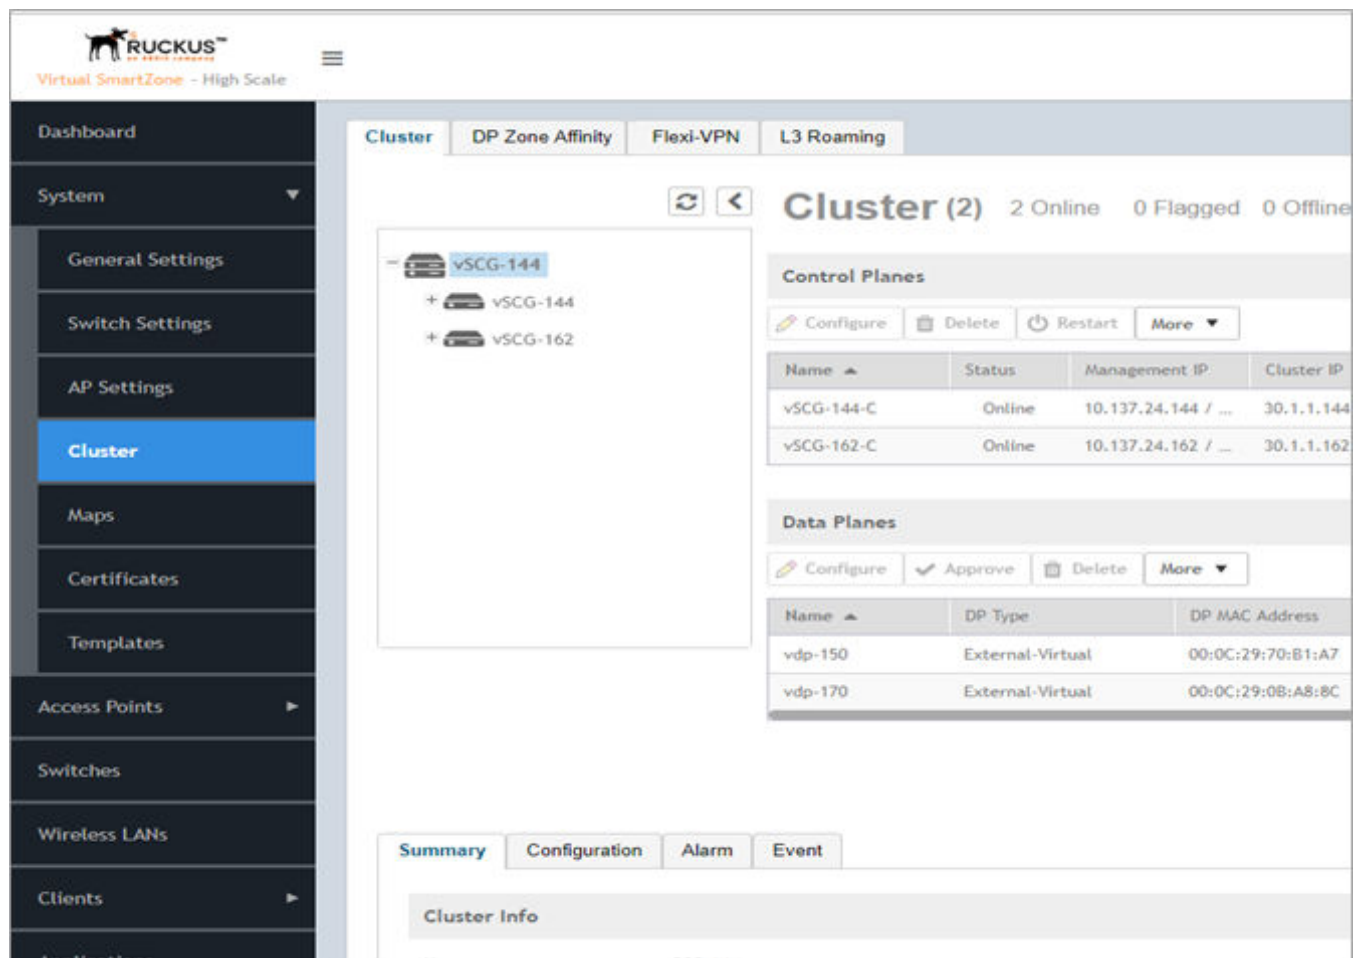 RUCKUS™
Virtual SmartZone - High Scale
Dashboard
System
General Settings
Switch Settings
AP Settings
Cluster
Maps
Certificates
Templates
Access Points
Switches
Wireless LANs
Clients
Cluster DP Zone Affinity Flexi-VPN L3 Roaming
vSCG-144
vSCG-144
vSCG-162
Cluster (2) 2 Online 0 Flagged 0 Offline
Control Planes
Configure Delete Restart More
Name Status Management IP Cluster IP
vSCG-144-C Online 10.137.24.144 / ... 30.1.1.144
vSCG-162-C Online 10.137.24.162 / ... 30.1.1.162
Data Planes
Configure Approve Delete More
Name DP Type DP MAC Address
vdp-150 External-Virtual 00:0C:29:70:B1:A7
vdp-170 External-Virtual 00:0C:29:0B:A8:8C
Summary Configuration Alarm Event
Cluster Info